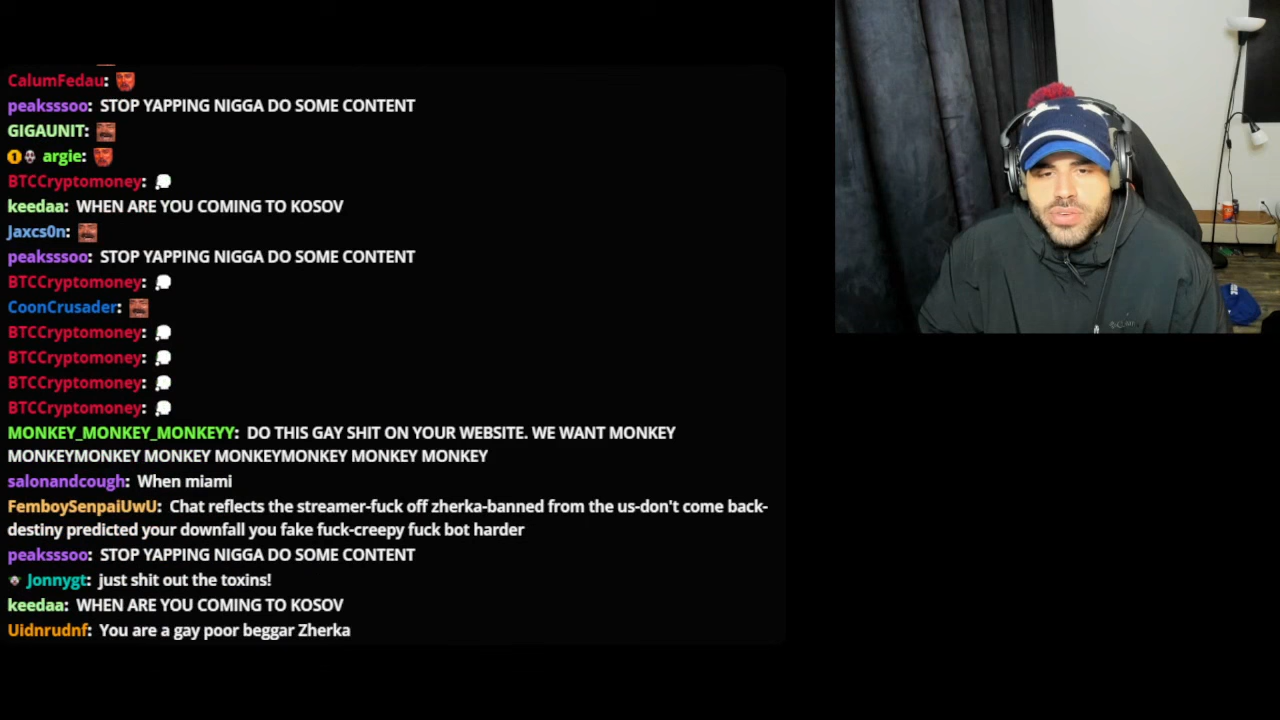 CalumFedau:
peaksssoo: STOP YAPPING NIGGA DO SOME CONTENT
GIGAUNIT:
1 argie:
BTCCryptomoney:
keedaa: WHEN ARE YOU COMING TO KOSOV
Jaxcs0n:
peaksssoo: STOP YAPPING NIGGA DO SOME CONTENT
BTCCryptomoney:
CoonCrusader:
BTCCryptomoney:
BTCCryptomoney:
BTCCryptomoney:
BTCCryptomoney:
MONKEY_MONKEY_MONKEYY: DO THIS GAY SHIT ON YOUR WEBSITE. WE WANT MONKEY
MONKEYMONKEY MONKEY MONKEYMONKEY MONKEY MONKEY
salonandcough: When miami
FemboySenpaiUwU: Chat reflects the streamer-fuck off zherka-banned from the us-don't come back-
destiny predicted your downfall you fake fuck-creepy fuck bot harder
peaksssoo: STOP YAPPING NIGGA DO SOME CONTENT
Jonnygt: just shit out the toxins!
keedaa: WHEN ARE YOU COMING TO KOSOV
Uidnrudnf: You are a gay poor beggar Zherka